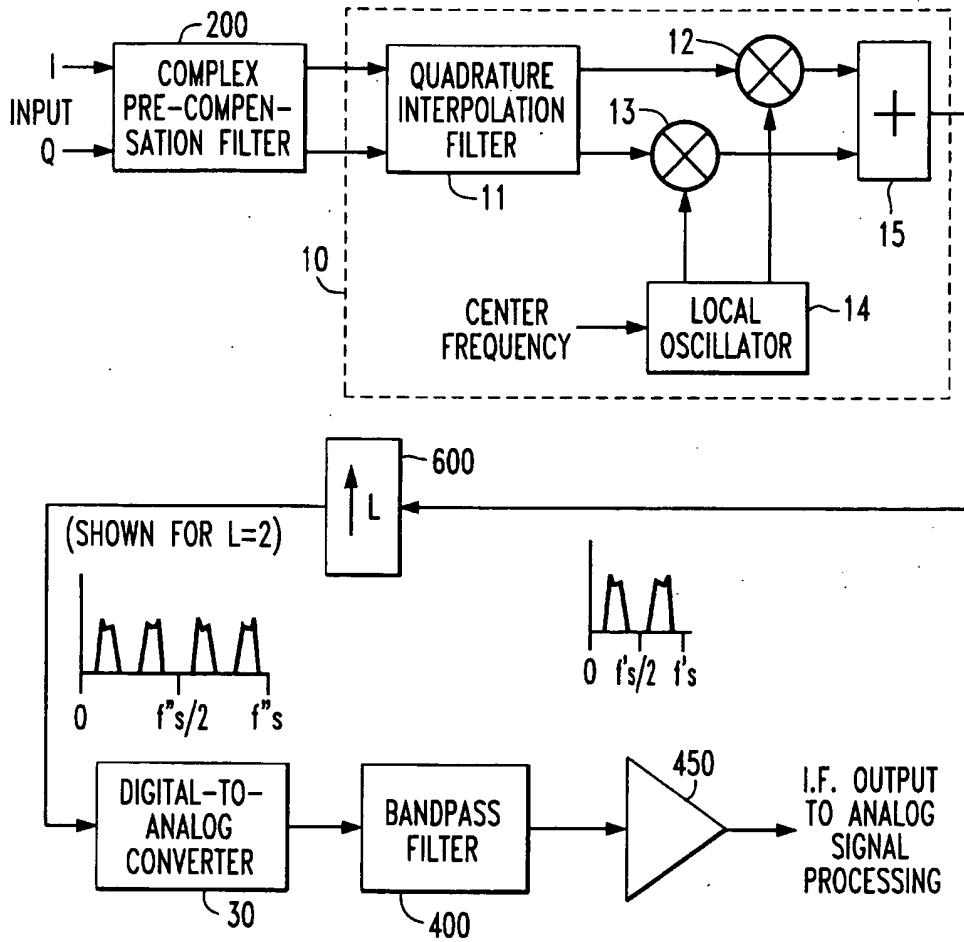 200
I
INPUT
Q
COMPLEX
PRE-COMPEN-
SATION FILTER
QUADRATURE
INTERPOLATION
FILTER
11
12
13
+
15
10
CENTER
FREQUENCY
LOCAL
OSCILLATOR
14
600
L
(SHOWN FOR L=2)
0
f"s/2
f"s
0
f's/2
f's
DIGITAL-TO-
ANALOG
CONVERTER
30
BANDPASS
FILTER
400
450
I.F. OUTPUT
TO ANALOG
SIGNAL
PROCESSING